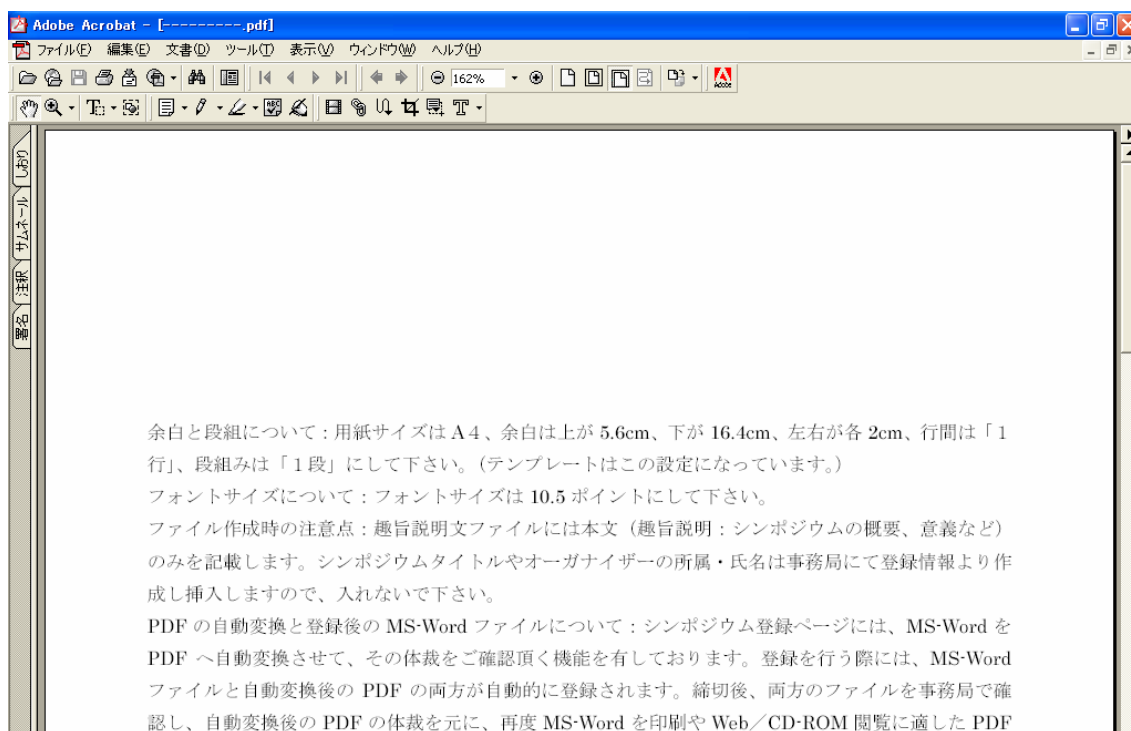 Adobe Acrobat - [---------.pdf]
ファイル(F) 編集(E) 文書(D) ツール(T) 表示(V) ウィンドウ(W) ヘルプ(H)
162%
Adobe
しおり
サムネール
注釈
署名
余白と段組について：用紙サイズはA４、余白は上が 5.6cm、下が 16.4cm、左右が各 2cm、行間は「１
行」、段組みは「１段」にして下さい。（テンプレートはこの設定になっています。）
フォントサイズについて：フォントサイズは 10.5 ポイントにして下さい。
ファイル作成時の注意点：趣旨説明文ファイルには本文（趣旨説明：シンポジウムの概要、意義など）
のみを記載します。シンポジウムタイトルやオーガナイザーの所属・氏名は事務局にて登録情報より作
成し挿入しますので、入れないで下さい。
PDF の自動変換と登録後の MS-Word ファイルについて：シンポジウム登録ページには、MS-Word を
PDF へ自動変換させて、その体裁をご確認頂く機能を有しております。登録を行う際には、MS-Word
ファイルと自動変換後の PDF の両方が自動的に登録されます。締切後、両方のファイルを事務局で確
認し、自動変換後の PDF の体裁を元に、再度 MS-Word を印刷や Web／CD-ROM 閲覧に適した PDF